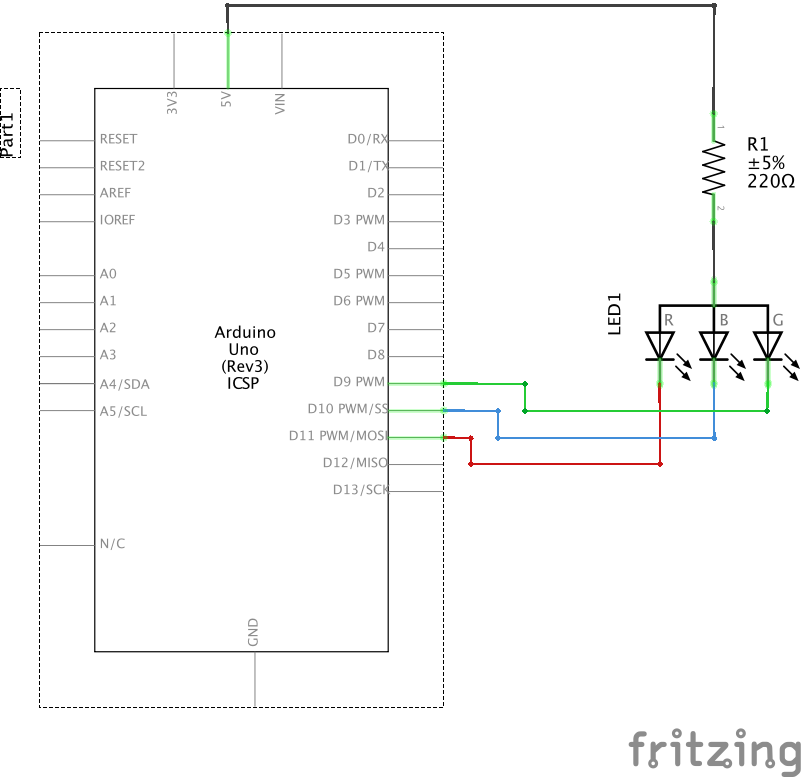 Part1
3V3
5V
VIN
RESET
RESET2
AREF
IOREF
A0
A1
A2
A3
A4/SDA
A5/SCL
N/C
D0/RX
D1/TX
D2
D3 PWM
D4
D5 PWM
D6 PWM
D7
D8
D9 PWM
D10 PWM/SS
D11 PWM/MOSI
D12/MISO
D13/SCK
Arduino
Uno
(Rev3)
ICSP
GND
1
R1
±5%
220Ω
2
LED1
R
B
G
fritzing